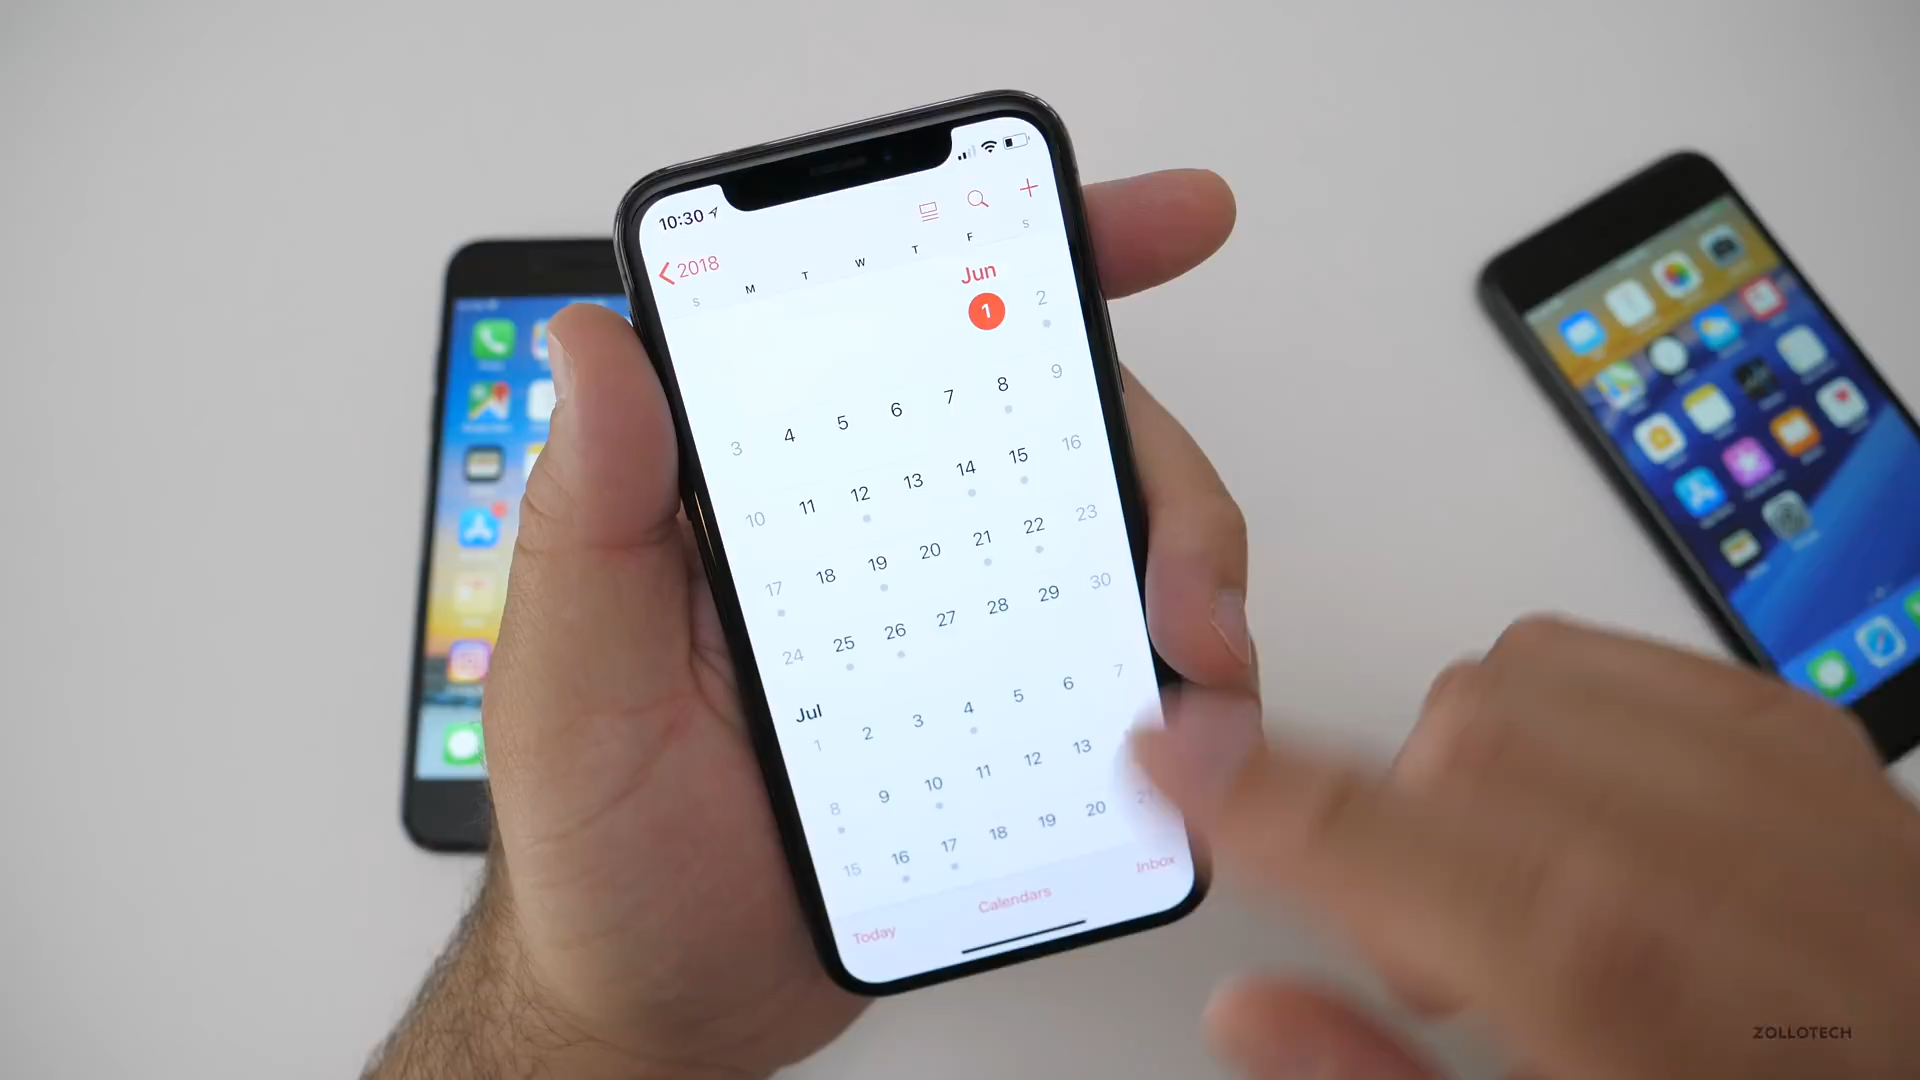 10:30
2018
S M T W T F S
Jun
1 2
3 4 5 6 7 8 9
10 11 12 13 14 15 16
17 18 19 20 21 22 23
24 25 26 27 28 29 30
Jul
1 2 3 4 5 6 7
8 9 10 11 12 13
15 16 17 18 19 20 21
Today Calendars Inbox
ZOLLOTECH